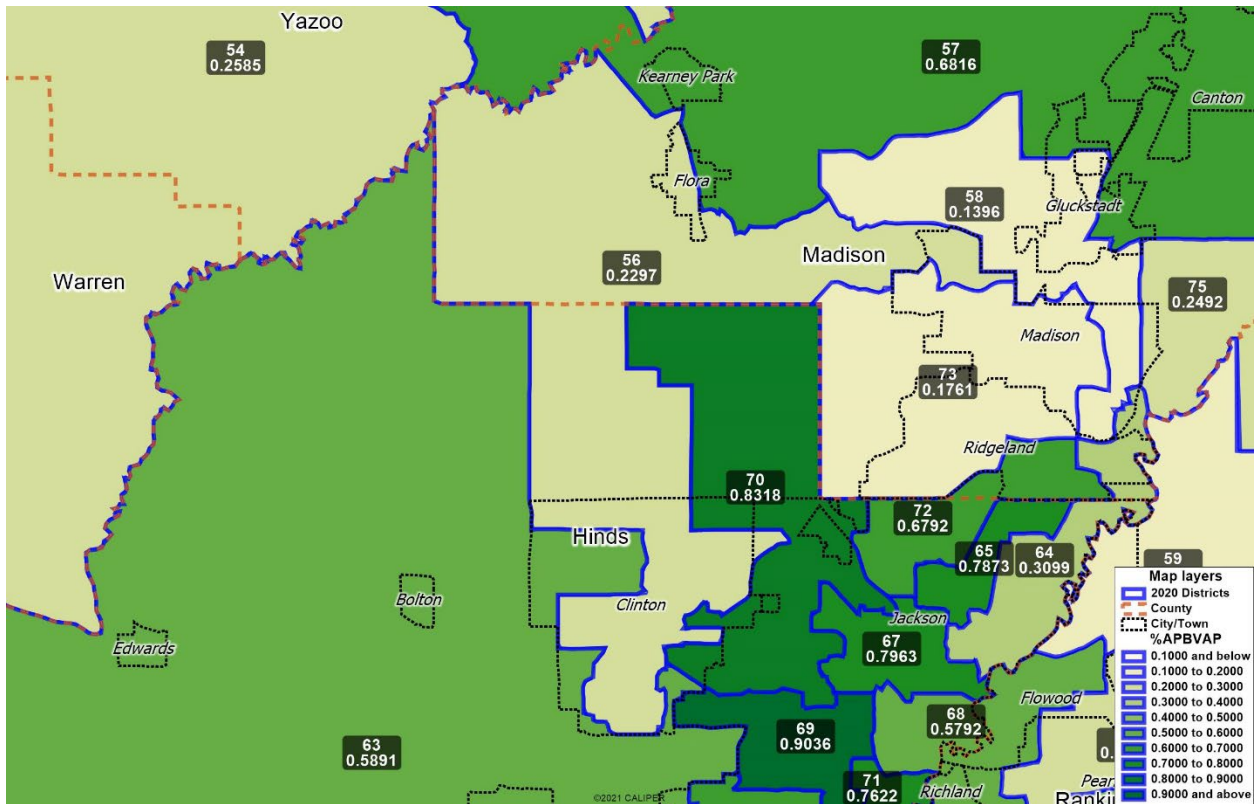 Yazoo
54
0.2585
57
0.6816
Kearney Park
Canton
Flora
58
0.1396
Gluckstadt
Warren
56
0.2297
Madison
75
0.2492
Madison
73
0.1761
Ridgeland
70
0.8318
72
0.6792
Hinds
65
0.7873
64
0.3099
59
Bolton
Clinton
Jackson
Edwards
67
0.7963
Flowood
68
0.5792
69
0.9036
63
0.5891
71
0.7622
Richland
Pear
Ranki
©2021 CALIPER
Map layers
2020 Districts
County
City/Town
%APBVAP
0.1000 and below
0.1000 to 0.2000
0.2000 to 0.3000
0.3000 to 0.4000
0.4000 to 0.5000
0.5000 to 0.6000
0.6000 to 0.7000
0.7000 to 0.8000
0.8000 to 0.9000
0.9000 and above